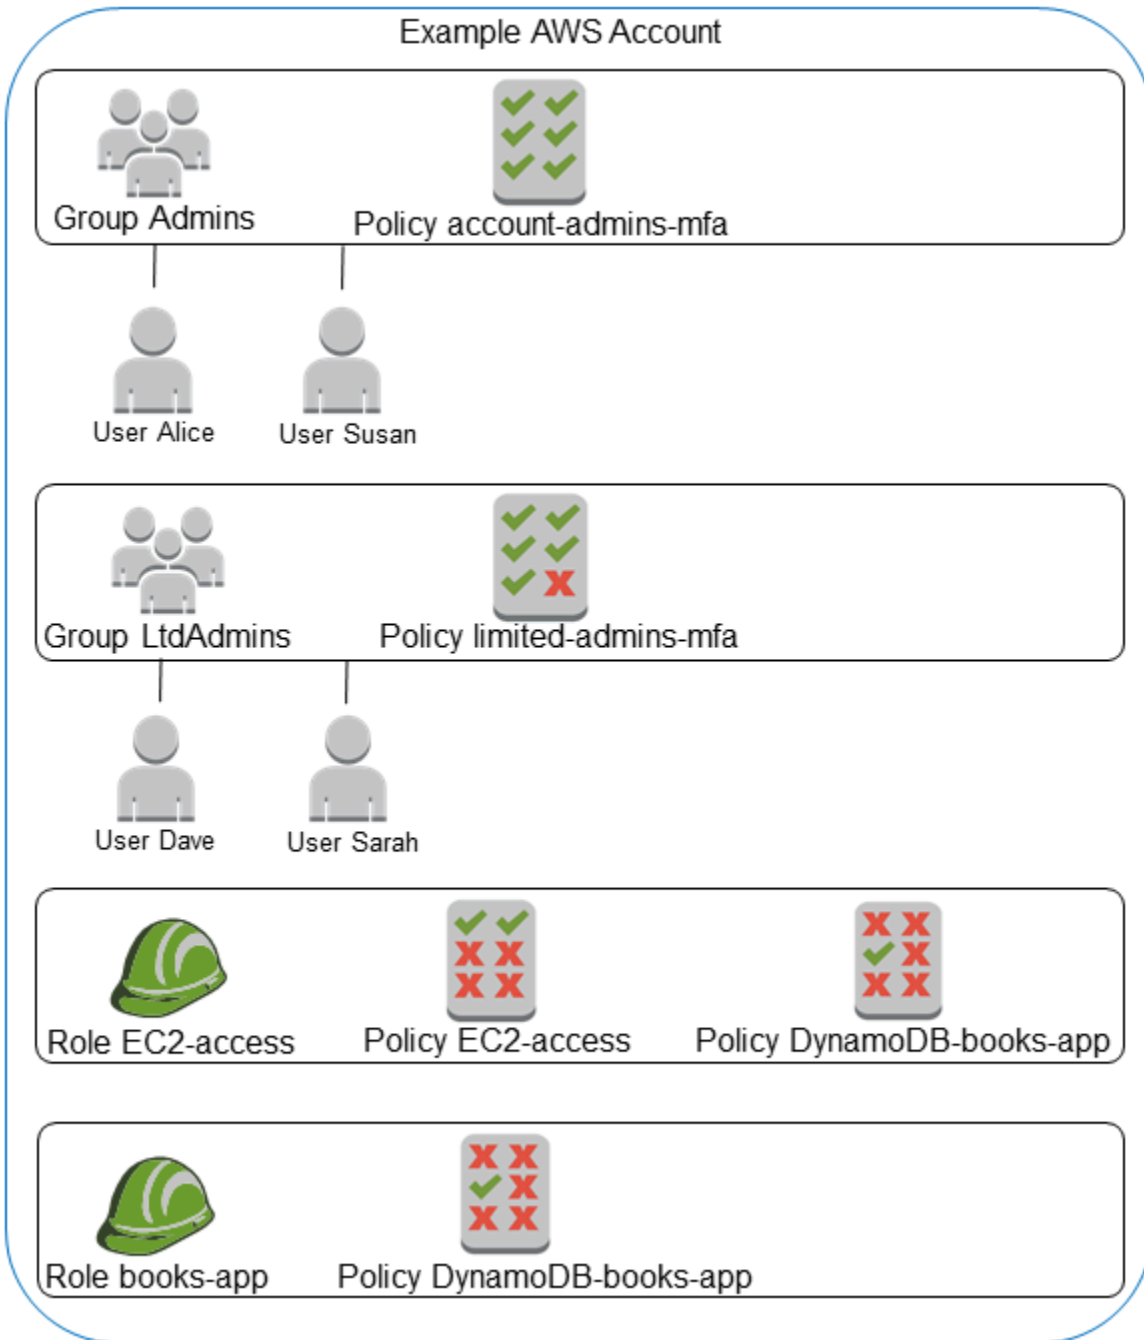 Example AWS Account
Group Admins
Policy account-admins-mfa
User Alice
User Susan
Group LtdAdmins
Policy limited-admins-mfa
User Dave
User Sarah
Role EC2-access
Policy EC2-access
Policy DynamoDB-books-app
Role books-app
Policy DynamoDB-books-app